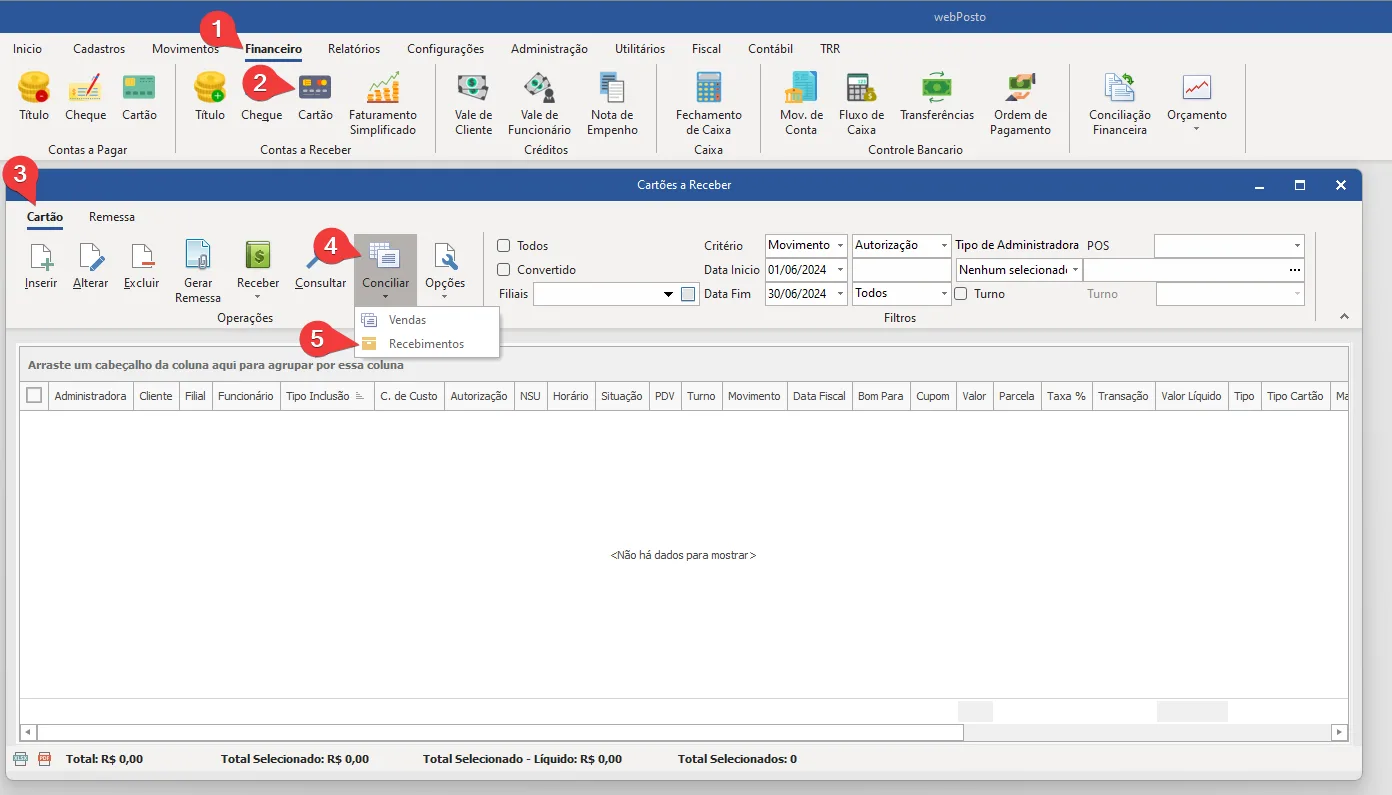 webPosto
1
Inicio Cadastros Movimentos Financeiro Relatórios Configurações Administração Utilitários Fiscal Contábil TRR
2
Título Cheque Cartão Título Cheque Cartão Faturamento Simplificado Vale de Cliente Vale de Funcionário Nota de Empenho Fechamento de Caixa Mov. de Conta Fluxo de Caixa Transferências Ordem de Pagamento Conciliação Financeira Orçamento
Contas a Pagar Contas a Receber Créditos Caixa Controle Bancario
3
Cartões a Receber
Cartão Remessa
4
Inserir Alterar Excluir Gerar Remessa Receber Consultar Conciliar Opções
Operações
Todos Critério Movimento Autorização Tipo de Administradora POS
Convertido Data Inicio 01/06/2024 Nenhum selecionad
Filiais Data Fim 30/06/2024 Todos Turno Turno
Filtros
Vendas
5
Recebimentos
Arraste um cabeçalho da coluna aqui para agrupar por essa coluna
Administradora Cliente Filial Funcionário Tipo Inclusão C. de Custo Autorização NSU Horário Situação PDV Turno Movimento Data Fiscal Bom Para Cupom Valor Parcela Taxa % Transação Valor Líquido Tipo Tipo Cartão Ma
<Não há dados para mostrar>
XLSX PDF Total: R$ 0,00 Total Selecionado: R$ 0,00 Total Selecionado - Líquido: R$ 0,00 Total Selecionados: 0